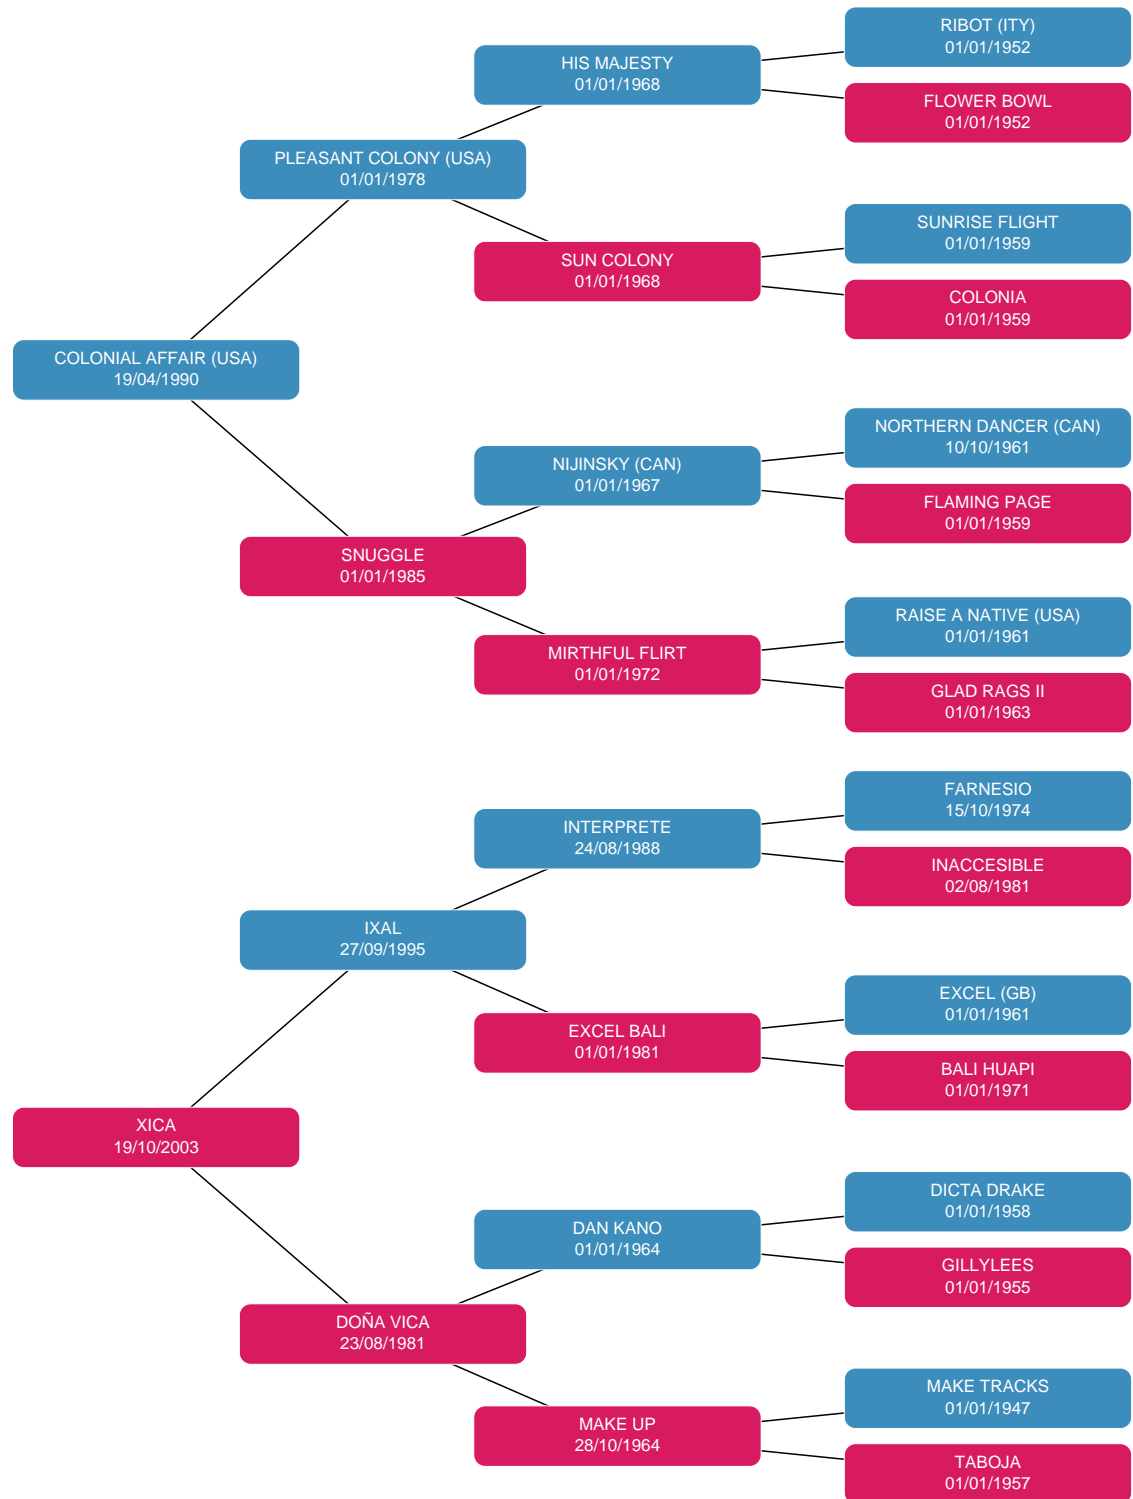 RIBOT (ITY)
01/01/1952
HIS MAJESTY
01/01/1968
FLOWER BOWL
01/01/1952
PLEASANT COLONY (USA)
01/01/1978
SUNRISE FLIGHT
01/01/1959
SUN COLONY
01/01/1968
COLONIA
01/01/1959
COLONIAL AFFAIR (USA)
19/04/1990
NORTHERN DANCER (CAN)
10/10/1961
NIJINSKY (CAN)
01/01/1967
FLAMING PAGE
01/01/1959
SNUGGLE
01/01/1985
RAISE A NATIVE (USA)
01/01/1961
MIRTHFUL FLIRT
01/01/1972
GLAD RAGS II
01/01/1963
FARNESIO
15/10/1974
INTERPRETE
24/08/1988
INACCESIBLE
02/08/1981
IXAL
27/09/1995
EXCEL (GB)
01/01/1961
EXCEL BALI
01/01/1981
BALI HUAPI
01/01/1971
XICA
19/10/2003
DICTA DRAKE
01/01/1958
DAN KANO
01/01/1964
GILLYLEES
01/01/1955
DOÑA VICA
23/08/1981
MAKE TRACKS
01/01/1947
MAKE UP
28/10/1964
TABOJA
01/01/1957